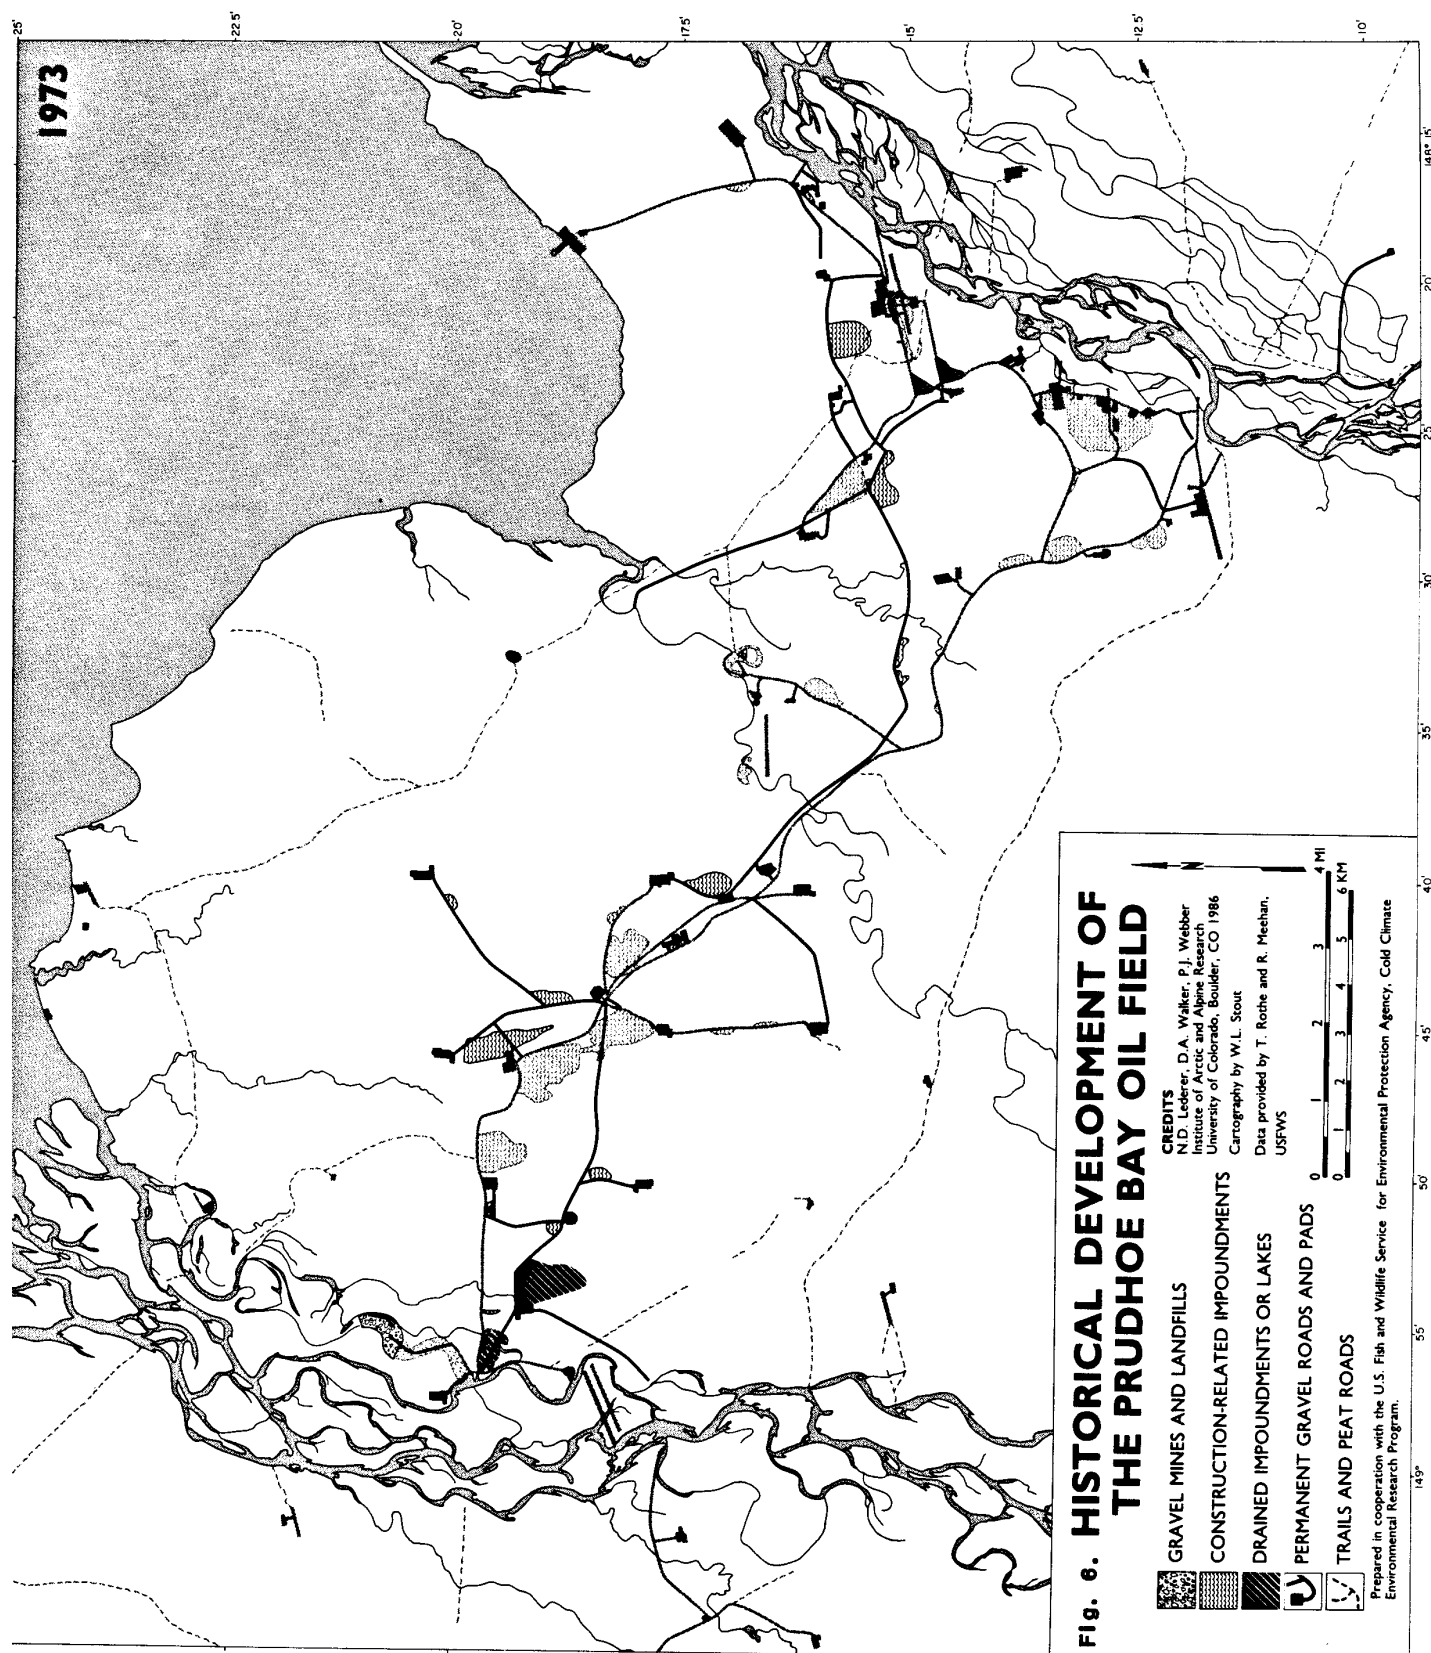 1973
25'
22.5'
20'
17.5'
15'
12.5'
10'
148° 15'
20'
25'
30'
35'
40'
45'
50'
55'
149°
Fig. 6. HISTORICAL DEVELOPMENT OF
THE PRUDHOE BAY OIL FIELD
GRAVEL MINES AND LANDFILLS
CONSTRUCTION-RELATED IMPOUNDMENTS
DRAINED IMPOUNDMENTS OR LAKES
PERMANENT GRAVEL ROADS AND PADS
TRAILS AND PEAT ROADS
CREDITS
N.D. Lederer, D.A. Walker, P.J. Webber
Institute of Arctic and Alpine Research
University of Colorado, Boulder, CO 1986
Cartography by W.L. Stout
Data provided by T. Rothe and R. Meehan,
USFWS
N
0 1 2 3 4 MI
0 1 2 3 4 5 6 KM
Prepared in cooperation with the U.S. Fish and Wildlife Service for Environmental Protection Agency, Cold Climate
Environmental Research Program.